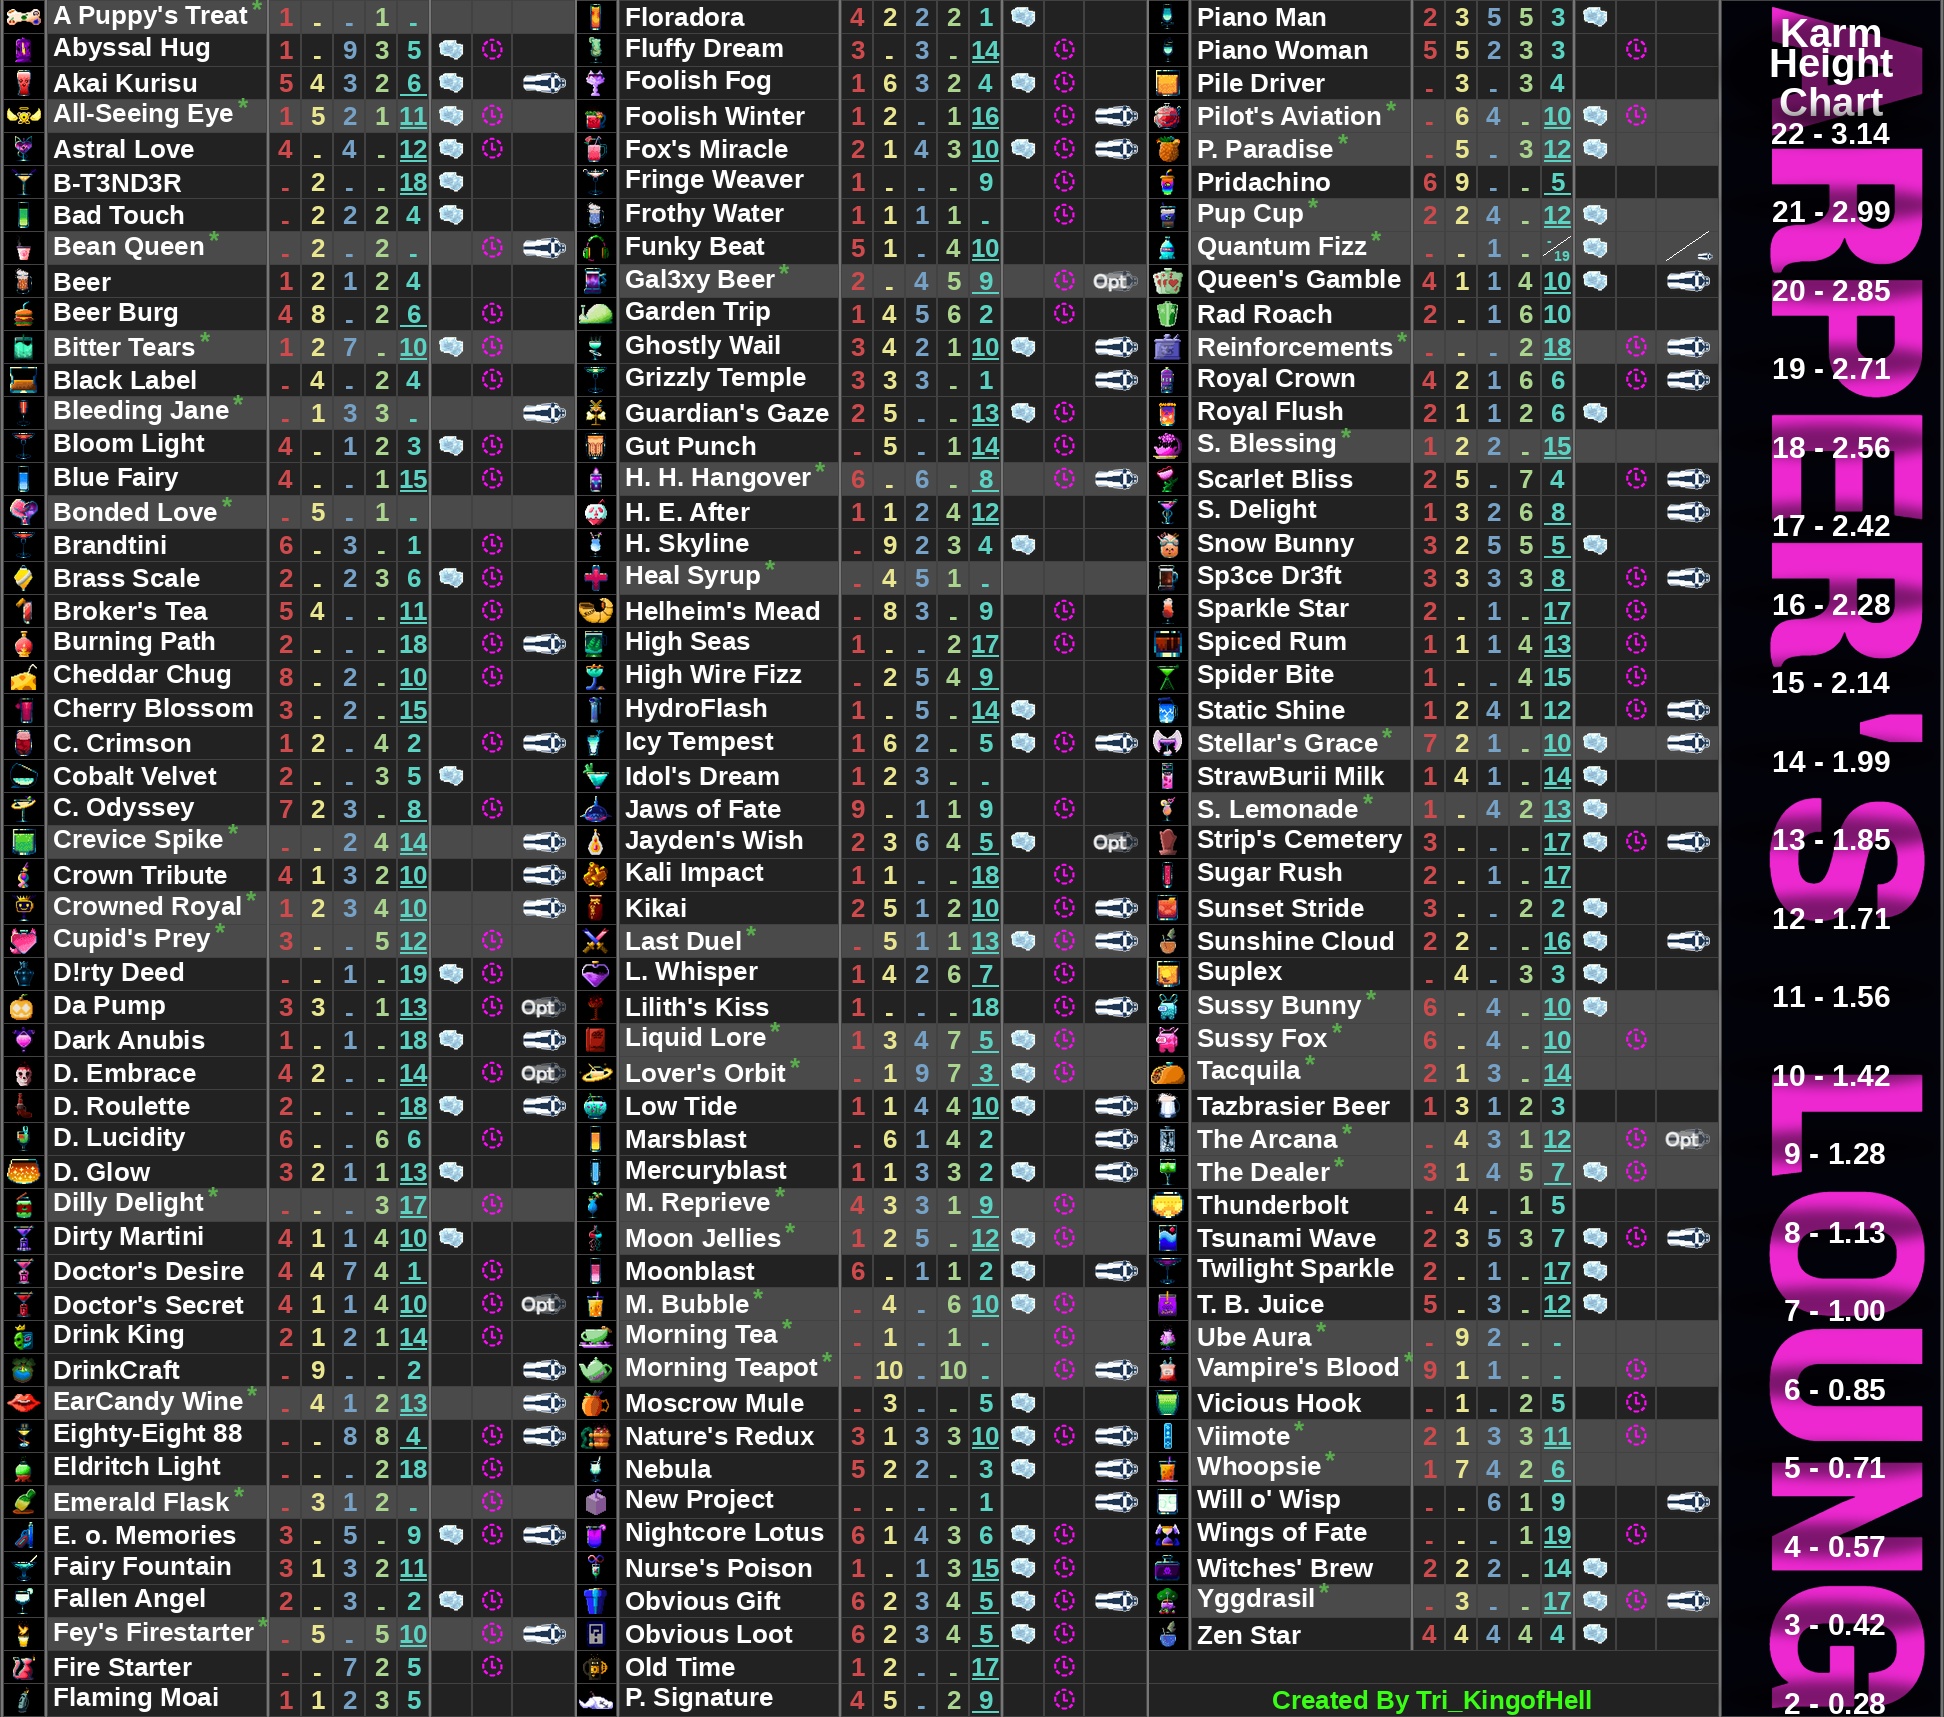 A Puppy's Treat * 1 - - 1 -
Abyssal Hug 1 - 9 3 5
Akai Kurisu 5 4 3 2 6
All-Seeing Eye * 1 5 2 1 11
Astral Love 4 - 4 - 12
B-T3ND3R - 2 - - 18
Bad Touch - 2 2 2 4
Bean Queen * - 2 - 2 -
Beer 1 2 1 2 4
Beer Burg 4 8 - 2 6
Bitter Tears * 1 2 7 - 10
Black Label - 4 - 2 4
Bleeding Jane * - 1 3 3 -
Bloom Light 4 - 1 2 3
Blue Fairy 4 - - 1 15
Bonded Love * - 5 - 1 -
Brandtini 6 - 3 - 1
Brass Scale 2 - 2 3 6
Broker's Tea 5 4 - - 11
Burning Path 2 - - - 18
Cheddar Chug 8 - 2 - 10
Cherry Blossom 3 - 2 - 15
C. Crimson 1 2 - 4 2
Cobalt Velvet 2 - - 3 5
C. Odyssey 7 2 3 - 8
Crevice Spike * - - 2 4 14
Crown Tribute 4 1 3 2 10
Crowned Royal * 1 2 3 4 10
Cupid's Prey * 3 - - 5 12
D!rty Deed - - 1 - 19
Da Pump 3 3 - 1 13 Opt
Dark Anubis 1 - 1 - 18
D. Embrace 4 2 - - 14 Opt
D. Roulette 2 - - - 18
D. Lucidity 6 - - 6 6
D. Glow 3 2 1 1 13
Dilly Delight * - - - 3 17
Dirty Martini 4 1 1 4 10
Doctor's Desire 4 4 7 4 1
Doctor's Secret 4 1 1 4 10 Opt
Drink King 2 1 2 1 14
DrinkCraft - 9 - - 2
EarCandy Wine * - 4 1 2 13
Eighty-Eight 88 - - 8 8 4
Eldritch Light - - - 2 18
Emerald Flask * - 3 1 2 -
E. o. Memories 3 - 5 - 9
Fairy Fountain 3 1 3 2 11
Fallen Angel 2 - 3 - 2
Fey's Firestarter * - 5 - 5 10
Fire Starter - - 7 2 5
Flaming Moai 1 1 2 3 5
Floradora 4 2 2 2 1
Fluffy Dream 3 - 3 - 14
Foolish Fog 1 6 3 2 4
Foolish Winter 1 2 - 1 16
Fox's Miracle 2 1 4 3 10
Fringe Weaver 1 - - - 9
Frothy Water 1 1 1 1 -
Funky Beat 5 1 - 4 10
Gal3xy Beer * 2 - 4 5 9 Opt
Garden Trip 1 4 5 6 2
Ghostly Wail 3 4 2 1 10
Grizzly Temple 3 3 3 - 1
Guardian's Gaze 2 5 - - 13
Gut Punch - 5 - 1 14
H. H. Hangover * 6 - 6 - 8
H. E. After 1 1 2 4 12
H. Skyline - 9 2 3 4
Heal Syrup * - 4 5 1 -
Helheim's Mead - 8 3 - 9
High Seas 1 - - 2 17
High Wire Fizz - 2 5 4 9
HydroFlash 1 - 5 - 14
Icy Tempest 1 6 2 - 5
Idol's Dream 1 2 3 - -
Jaws of Fate 9 - 1 1 9
Jayden's Wish 2 3 6 4 5 Opt
Kali Impact 1 1 - - 18
Kikai 2 5 1 2 10
Last Duel * - 5 1 1 13
L. Whisper 1 4 2 6 7
Lilith's Kiss 1 - - - 18
Liquid Lore * 1 3 4 7 5
Lover's Orbit * - 1 9 7 3
Low Tide 1 1 4 4 10
Marsblast - 6 1 4 2
Mercuryblast 1 1 3 3 2
M. Reprieve * 4 3 3 1 9
Moon Jellies * 1 2 5 - 12
Moonblast 6 - 1 1 2
M. Bubble * - 4 - 6 10
Morning Tea * - 1 - 1 -
Morning Teapot * - 10 - 10 -
Moscrow Mule - 3 - - 5
Nature's Redux 3 1 3 3 10
Nebula 5 2 2 - 3
New Project - - - - 1
Nightcore Lotus 6 1 4 3 6
Nurse's Poison 1 - 1 3 15
Obvious Gift 6 2 3 4 5
Obvious Loot 6 2 3 4 5
Old Time 1 2 - - 17
P. Signature 4 5 - 2 9
Piano Man 2 3 5 5 3
Piano Woman 5 5 2 3 3
Pile Driver - 3 - 3 4
Pilot's Aviation * - 6 4 - 10
P. Paradise * - 5 - 3 12
Pridachino 6 9 - - 5
Pup Cup * 2 2 4 - 12
Quantum Fizz * - - 1 - -/19
Queen's Gamble 4 1 1 4 10
Rad Roach 2 - 1 6 10
Reinforcements * - - - 2 18
Royal Crown 4 2 1 6 6
Royal Flush 2 1 1 2 6
S. Blessing * 1 2 2 - 15
Scarlet Bliss 2 5 - 7 4
S. Delight 1 3 2 6 8
Snow Bunny 3 2 5 5 5
Sp3ce Dr3ft 3 3 3 3 8
Sparkle Star 2 - 1 - 17
Spiced Rum 1 1 1 4 13
Spider Bite 1 - - 4 15
Static Shine 1 2 4 1 12
Stellar's Grace * 7 2 1 - 10
StrawBurii Milk 1 4 1 - 14
S. Lemonade * 1 - 4 2 13
Strip's Cemetery 3 - - - 17
Sugar Rush 2 - 1 - 17
Sunset Stride 3 - - 2 2
Sunshine Cloud 2 2 - - 16
Suplex - 4 - 3 3
Sussy Bunny * 6 - 4 - 10
Sussy Fox * 6 - 4 - 10
Tacquila * 2 1 3 - 14
Tazbrasier Beer 1 3 1 2 3
The Arcana * - 4 3 1 12 Opt
The Dealer * 3 1 4 5 7
Thunderbolt - 4 - 1 5
Tsunami Wave 2 3 5 3 7
Twilight Sparkle 2 - 1 - 17
T. B. Juice 5 - 3 - 12
Ube Aura * - 9 2 - -
Vampire's Blood * 9 1 1 - -
Vicious Hook - 1 - 2 5
Viimote * 2 1 3 3 11
Whoopsie * 1 7 4 2 6
Will o' Wisp - - 6 1 9
Wings of Fate - - - 1 19
Witches' Brew 2 2 2 - 14
Yggdrasil * - 3 - - 17
Zen Star 4 4 4 4 4
Created By Tri_KingofHell
Karm
Height
Chart
22 - 3.14
21 - 2.99
20 - 2.85
19 - 2.71
18 - 2.56
17 - 2.42
16 - 2.28
15 - 2.14
14 - 1.99
13 - 1.85
12 - 1.71
11 - 1.56
10 - 1.42
9 - 1.28
8 - 1.13
7 - 1.00
6 - 0.85
5 - 0.71
4 - 0.57
3 - 0.42
2 - 0.28
ARPER'S LOUNG